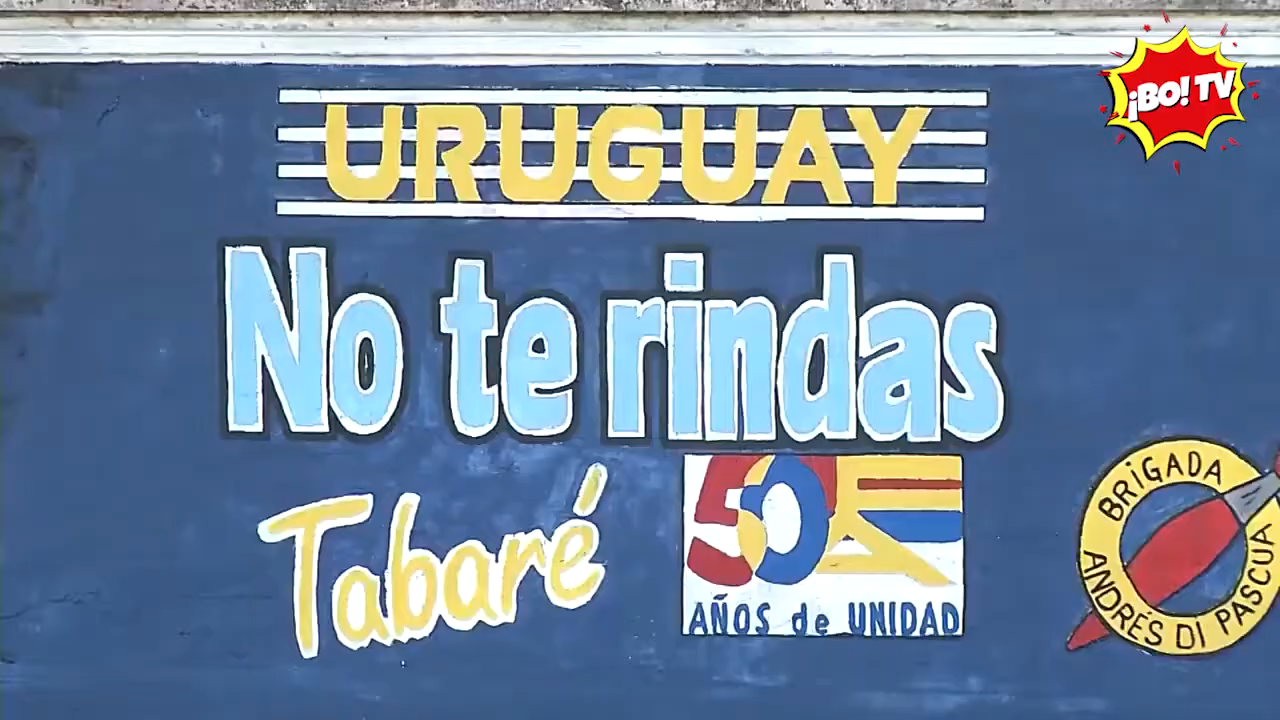 ¡BO! TV
URUGUAY
No te rindas
Tabaré
50
AÑOS de UNIDAD
BRIGADA
ANDRÉS DI PASCUA